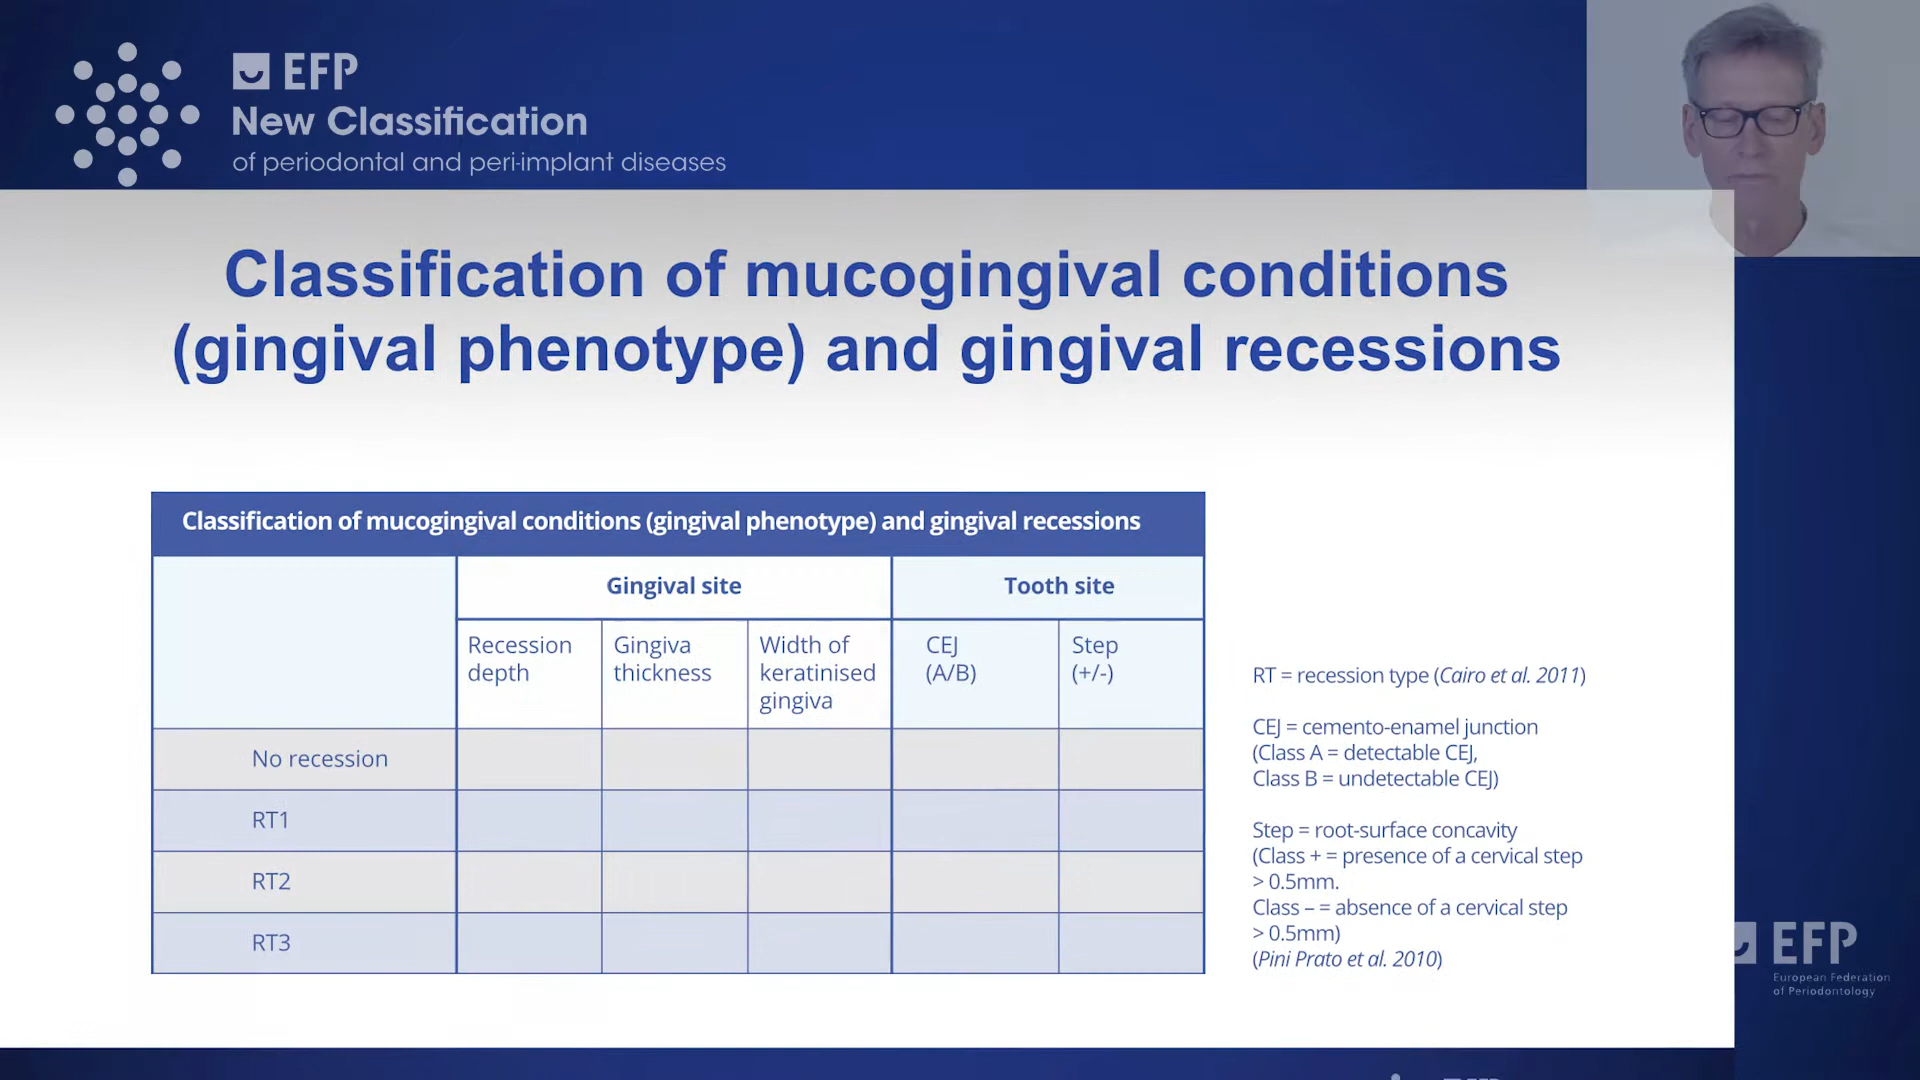 EFP
New Classification
of periodontal and peri-implant diseases
Classification of mucogingival conditions
(gingival phenotype) and gingival recessions
Classification of mucogingival conditions (gingival phenotype) and gingival recessions
Gingival site
Tooth site
Recession depth
Gingiva thickness
Width of keratinised gingiva
CEJ (A/B)
Step (+/-)
No recession
RT1
RT2
RT3
RT = recession type (Cairo et al. 2011)
CEJ = cemento-enamel junction
(Class A = detectable CEJ,
Class B = undetectable CEJ)
Step = root-surface concavity
(Class + = presence of a cervical step
> 0.5mm.
Class – = absence of a cervical step
> 0.5mm)
(Pini Prato et al. 2010)
EFP
European Federation
of Periodontology